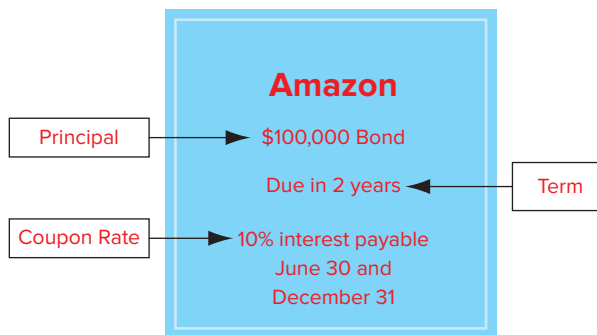 Amazon
Principal
$100,000 Bond
Due in 2 years
Term
Coupon Rate
10% interest payable
June 30 and
December 31